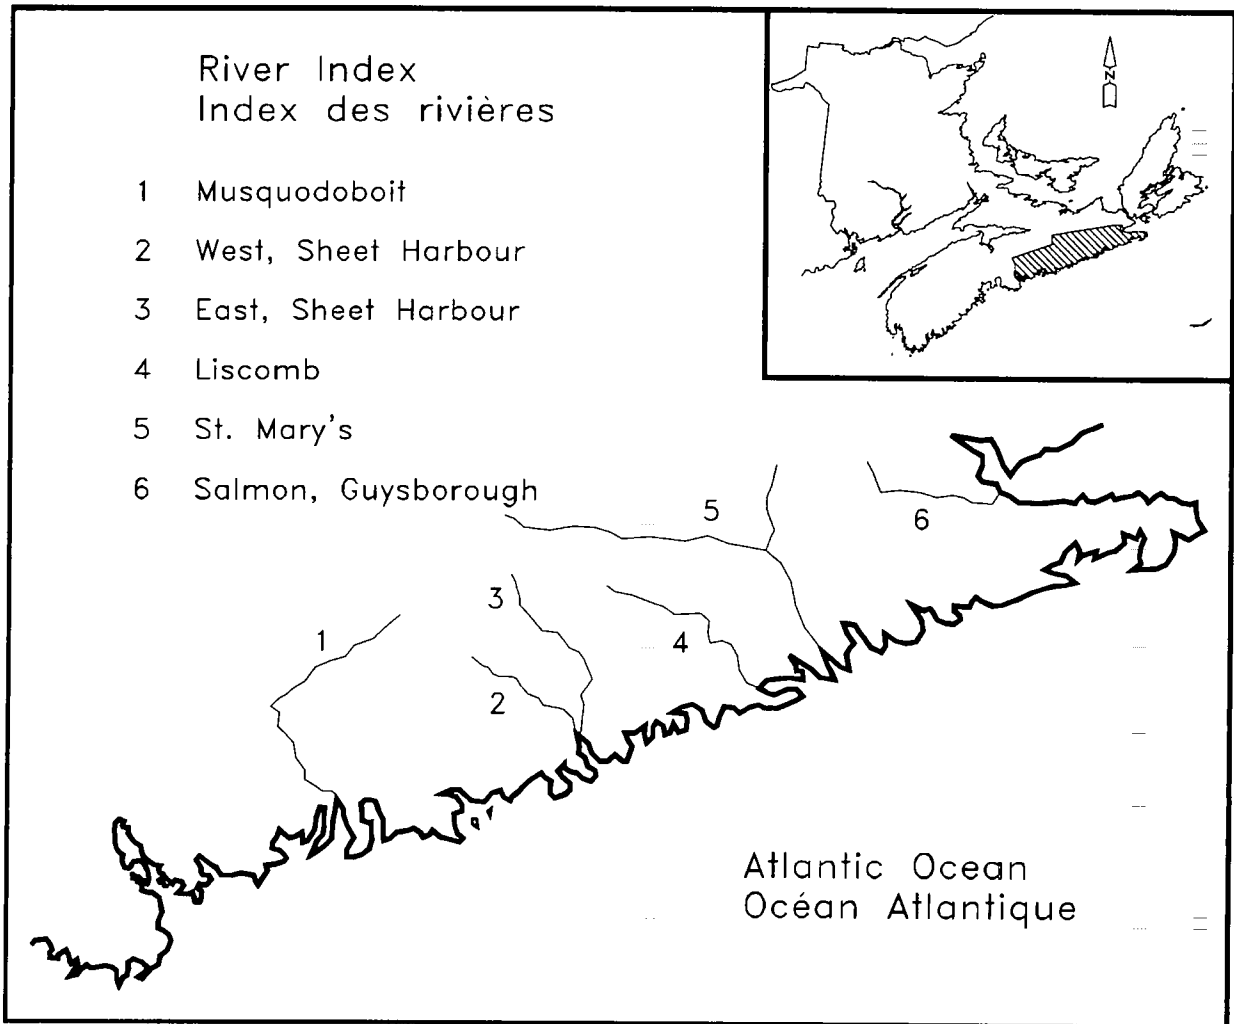 River Index
Index des rivières
1 Musquodoboit
2 West, Sheet Harbour
3 East, Sheet Harbour
4 Liscomb
5 St. Mary's
6 Salmon, Guysborough
N
5
6
3
1
4
2
Atlantic Ocean
Océan Atlantique